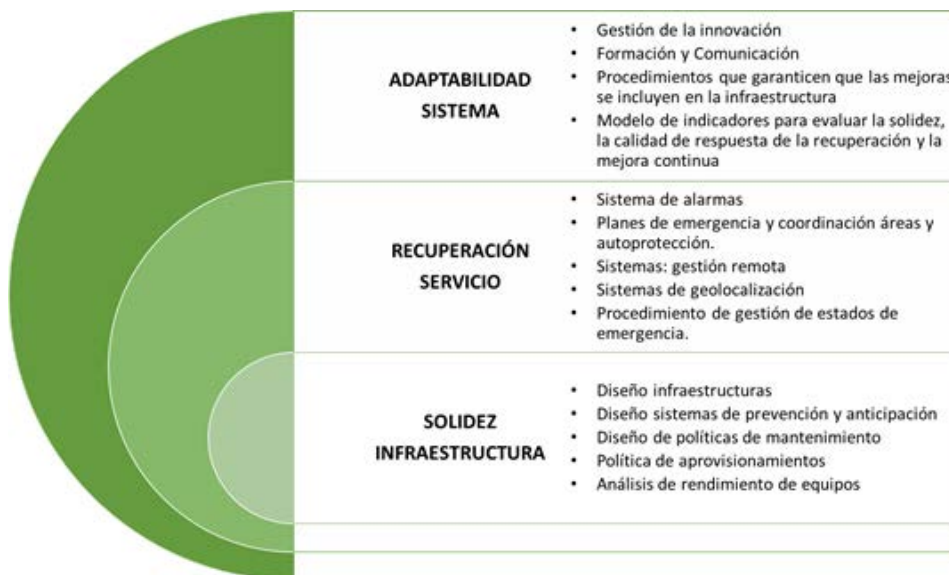 ADAPTABILIDAD
SISTEMA
• Gestión de la innovación
• Formación y Comunicación
• Procedimientos que garanticen que las mejoras
se incluyen en la infraestructura
• Modelo de indicadores para evaluar la solidez,
la calidad de respuesta de la recuperación y la
mejora continua
RECUPERACIÓN
SERVICIO
• Sistema de alarmas
• Planes de emergencia y coordinación áreas y
autoprotección.
• Sistemas: gestión remota
• Sistemas de geolocalización
• Procedimiento de gestión de estados de
emergencia.
SOLIDEZ
INFRAESTRUCTURA
• Diseño infraestructuras
• Diseño sistemas de prevención y anticipación
• Diseño de políticas de mantenimiento
• Política de aprovisionamientos
• Análisis de rendimiento de equipos